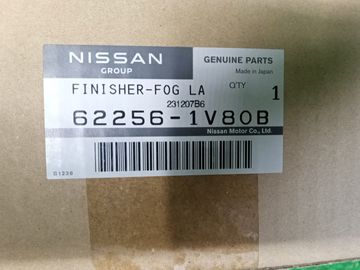 NISSAN GENUINE PARTS
GROUP Made in Japan
FINISHER-FOG LA Q'TY
231207B6 1
62256-1V80B
Nissan Motor Co., Ltd.